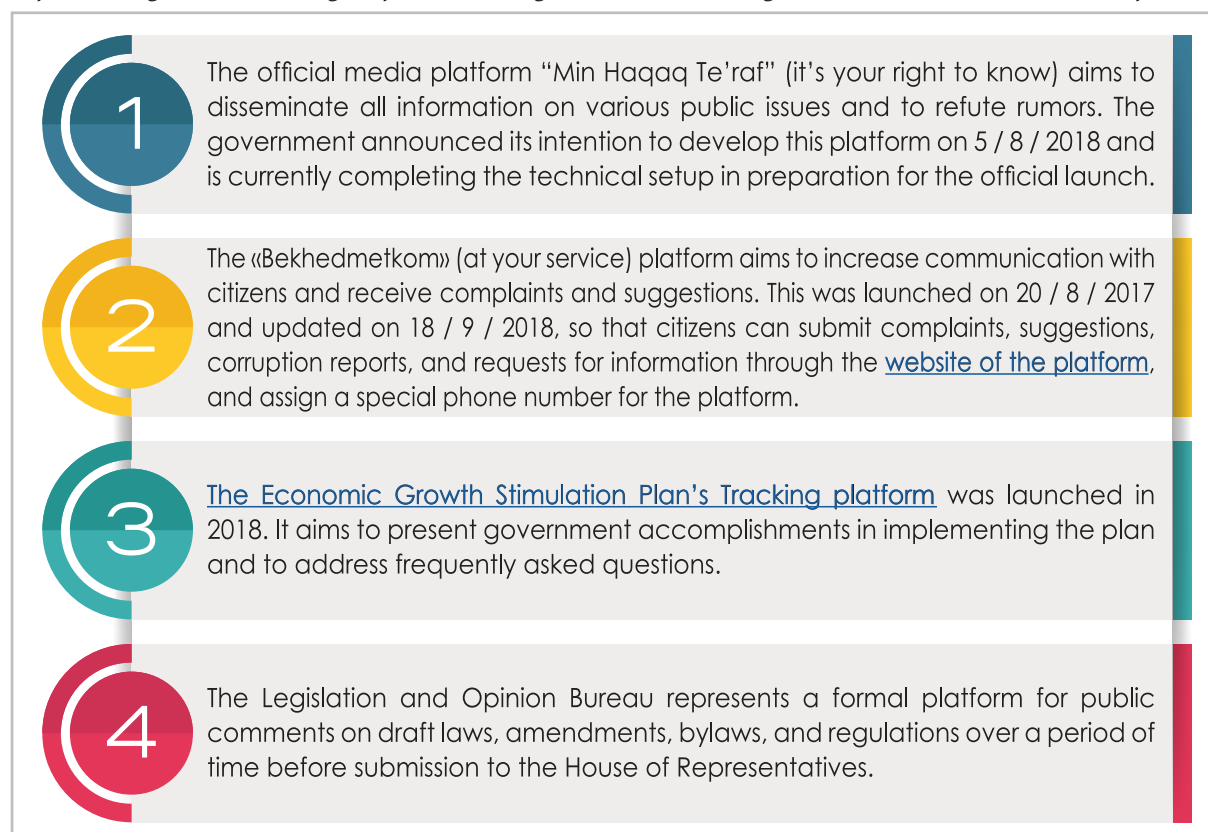 1
The official media platform “Min Haqaq Te’raf” (it’s your right to know) aims to
disseminate all information on various public issues and to refute rumors. The
government announced its intention to develop this platform on 5 / 8 / 2018 and
is currently completing the technical setup in preparation for the official launch.
2
The «Bekhedmetkom» (at your service) platform aims to increase communication with
citizens and receive complaints and suggestions. This was launched on 20 / 8 / 2017
and updated on 18 / 9 / 2018, so that citizens can submit complaints, suggestions,
corruption reports, and requests for information through the website of the platform,
and assign a special phone number for the platform.
3
The Economic Growth Stimulation Plan’s Tracking platform was launched in
2018. It aims to present government accomplishments in implementing the plan
and to address frequently asked questions.
4
The Legislation and Opinion Bureau represents a formal platform for public
comments on draft laws, amendments, bylaws, and regulations over a period of
time before submission to the House of Representatives.